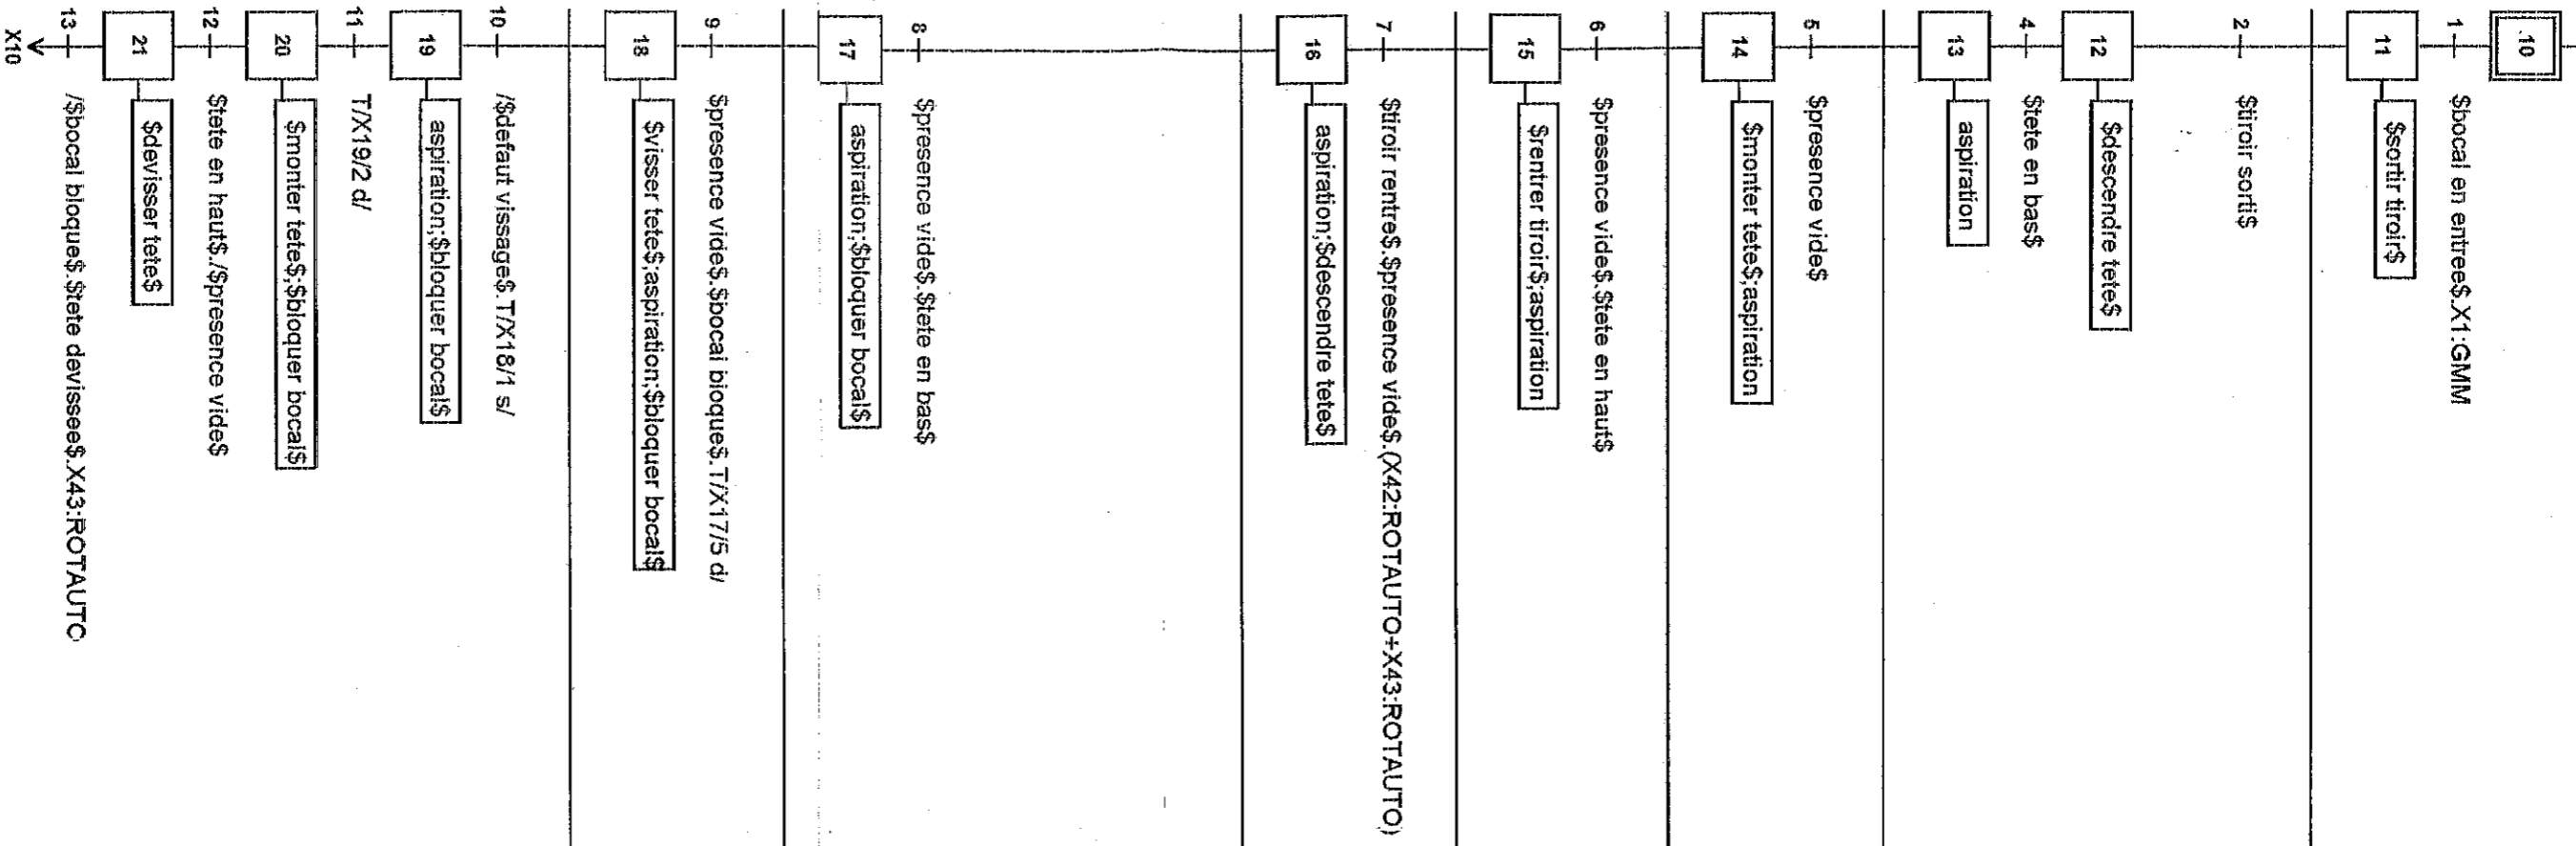 10
1 $bocal en entree$.X1:GMM
11 $sortir tiroir$
2 $tiroir sorti$
12 $descendre tete$
4 $tete en bas$
13 aspiration
5 $presence vide$
14 $monter tete$;aspiration
6 $presence vide$.$tete en haut$
15 $rentrer tiroir$;aspiration
7 $tiroir rentre$.$presence vide$.(X42:ROTAUTO+X43:ROTAUTO)
16 aspiration;$descendre tete$
8 $presence vide$.$tete en bas$
17 aspiration;$bloquer bocal$
9 $presence vide$.$bocal bloque$.T/X17/5 d/
18 $visser tete$;aspiration;$bloquer bocal$
10 /$defaut vissage$.T/X18/1 s/
19 aspiration;$bloquer bocal$
11 T/X19/2 d/
20 $monter tete$;$bloquer bocal$
12 $tete en haut$./$presence vide$
21 $devisser tete$
13 /$bocal bloque$.$tete devissee$.X43:ROTAUTO
X10